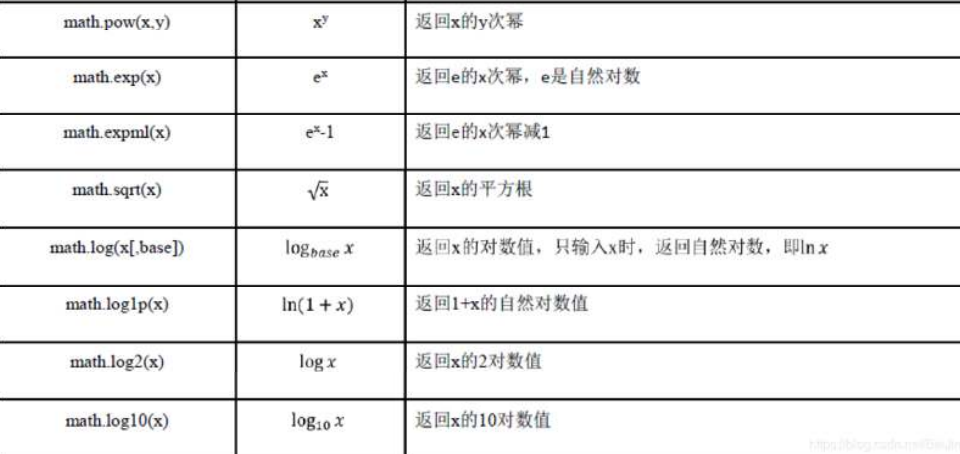 math.pow(x,y) xʸ 返回x的y次幂
math.exp(x) eˣ 返回e的x次幂，e是自然对数
math.expml(x) eˣ-1 返回e的x次幂减1
math.sqrt(x) √x 返回x的平方根
math.log(x[,base]) log_base x 返回x的对数值，只输入x时，返回自然对数，即ln x
math.log1p(x) ln(1 + x) 返回1+x的自然对数值
math.log2(x) log x 返回x的2对数值
math.log10(x) log₁₀ x 返回x的10对数值